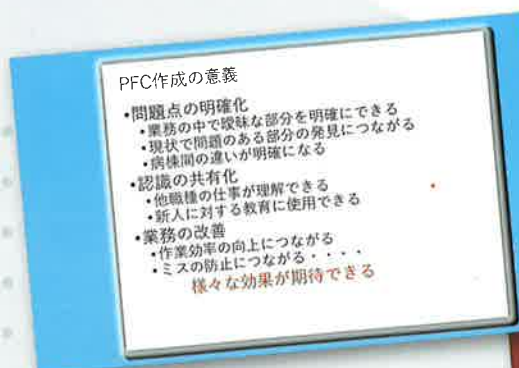 PFC作成の意義
•問題点の明確化
•業務の中で曖昧な部分を明確にできる
•現状で問題のある部分の発見につながる
•病棟間の違いが明確になる
•認識の共有化
•他職種の仕事が理解できる
•新人に対する教育に使用できる
•業務の改善
•作業効率の向上につながる
•ミスの防止につながる・・・・
様々な効果が期待できる